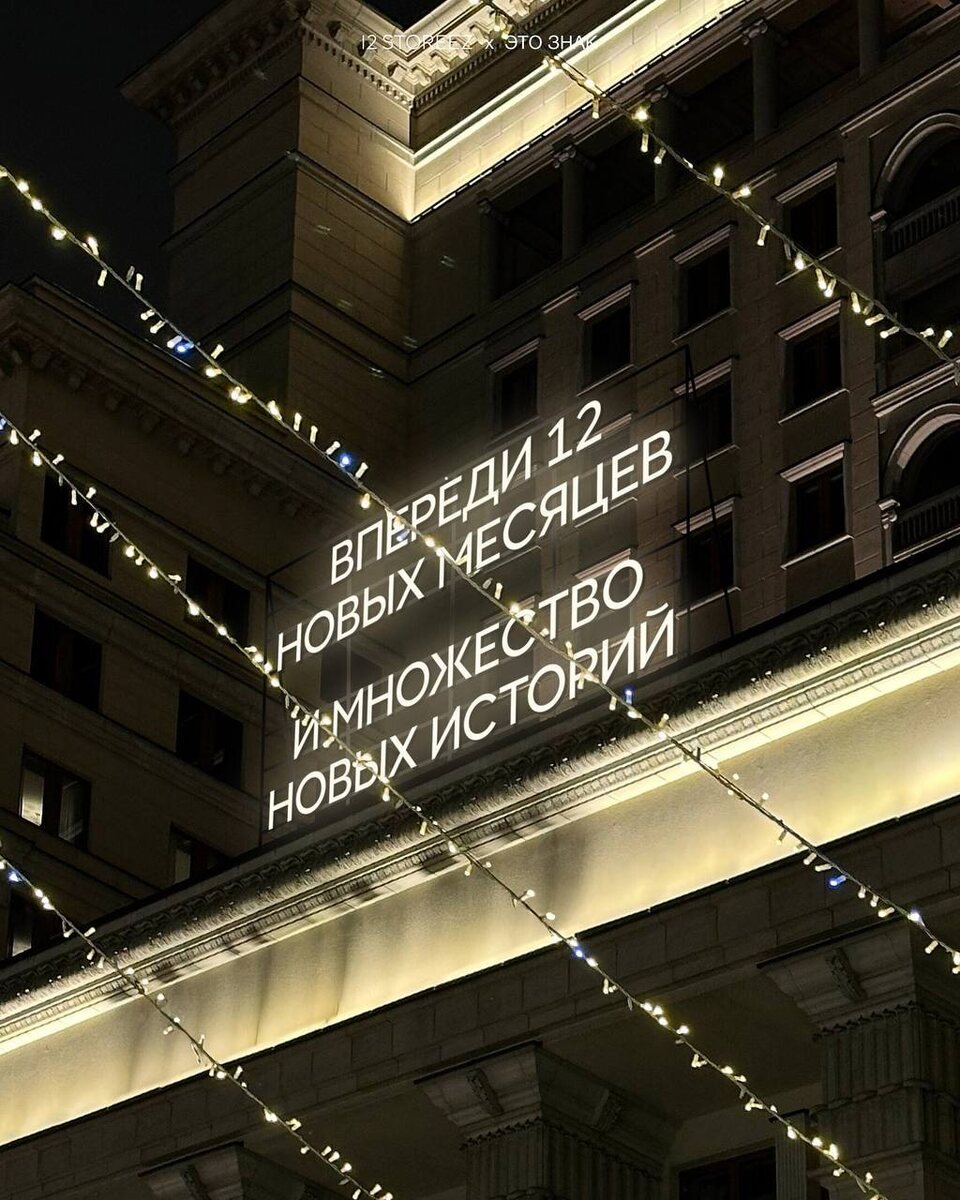 12 STOREEZ x ЭТО ЗНАК
ВПЕРЕДИ 12
НОВЫХ МЕСЯЦЕВ
И МНОЖЕСТВО
НОВЫХ ИСТОРИЙ